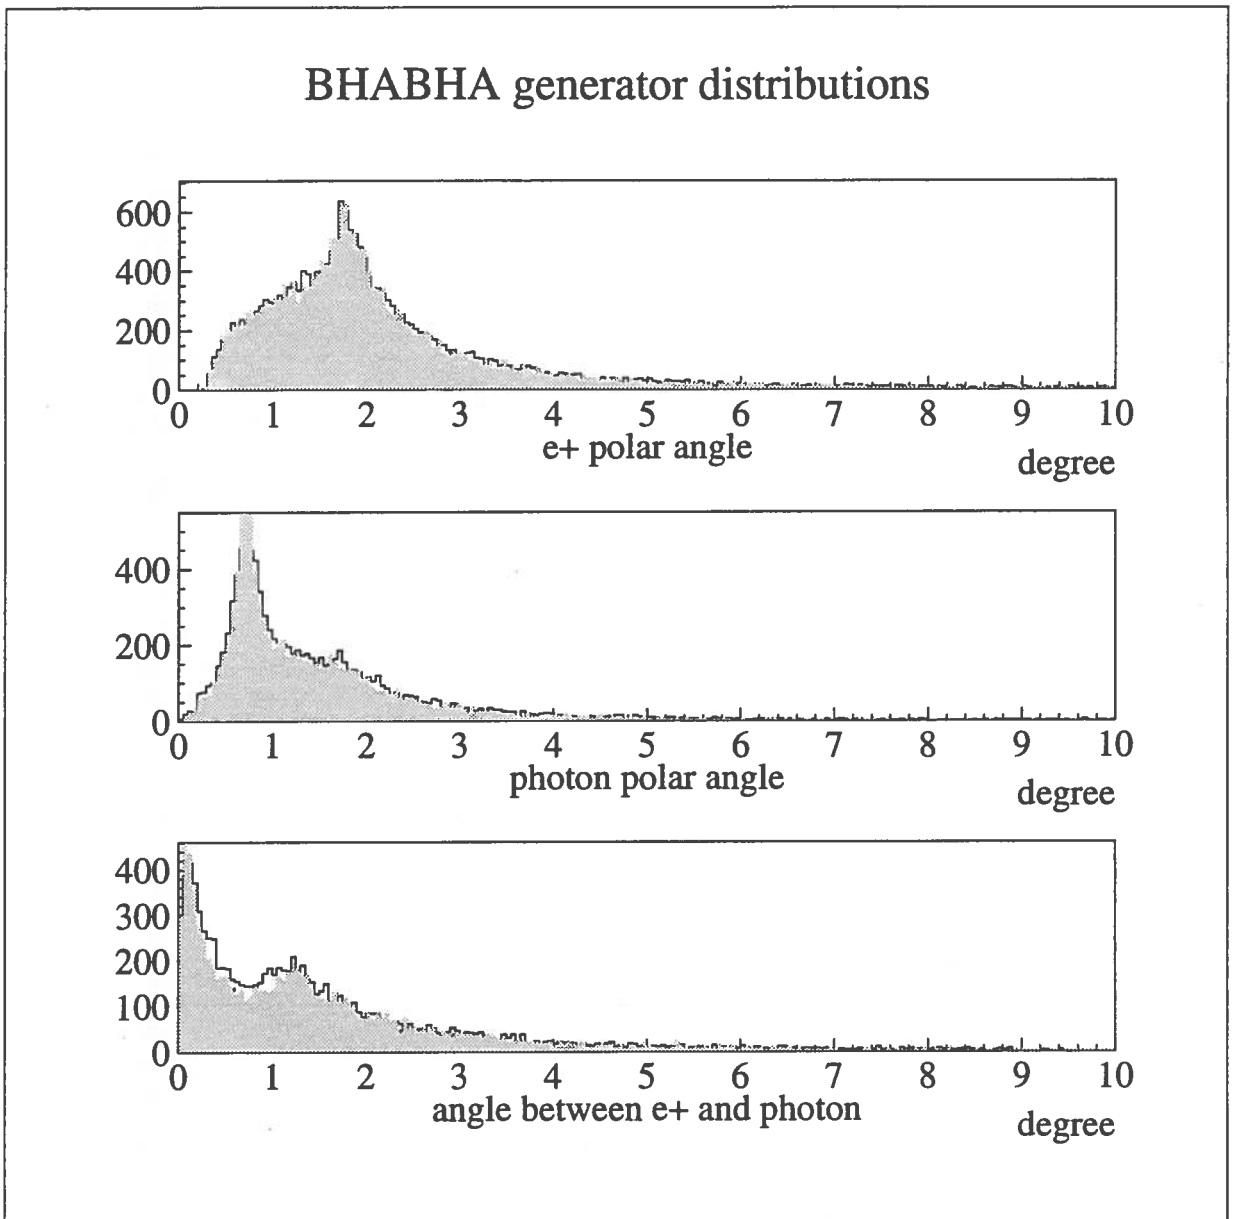 BHABHA generator distributions
600
400
200
0
0 1 2 3 4 5 6 7 8 9 10
e+ polar angle
degree
400
200
0
0 1 2 3 4 5 6 7 8 9 10
photon polar angle
degree
400
300
200
100
0
0 1 2 3 4 5 6 7 8 9 10
angle between e+ and photon
degree